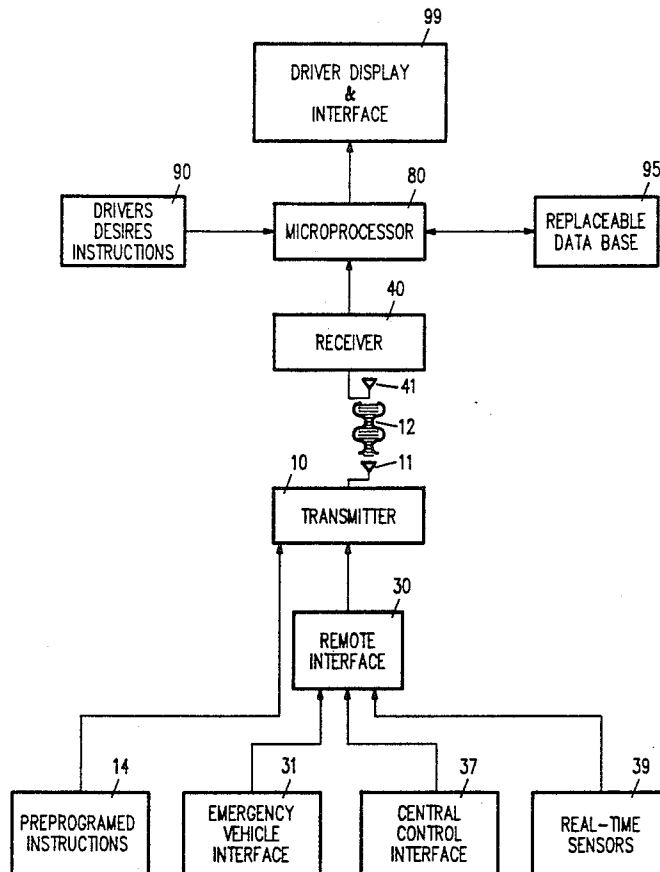 99
DRIVER DISPLAY
&
INTERFACE
90
80
95
DRIVERS
DESIRES
INSTRUCTIONS
MICROPROCESSOR
REPLACEABLE
DATA BASE
40
RECEIVER
41
12
11
10
TRANSMITTER
30
REMOTE
INTERFACE
14
31
37
39
PREPROGRAMED
INSTRUCTIONS
EMERGENCY
VEHICLE
INTERFACE
CENTRAL
CONTROL
INTERFACE
REAL-TIME
SENSORS